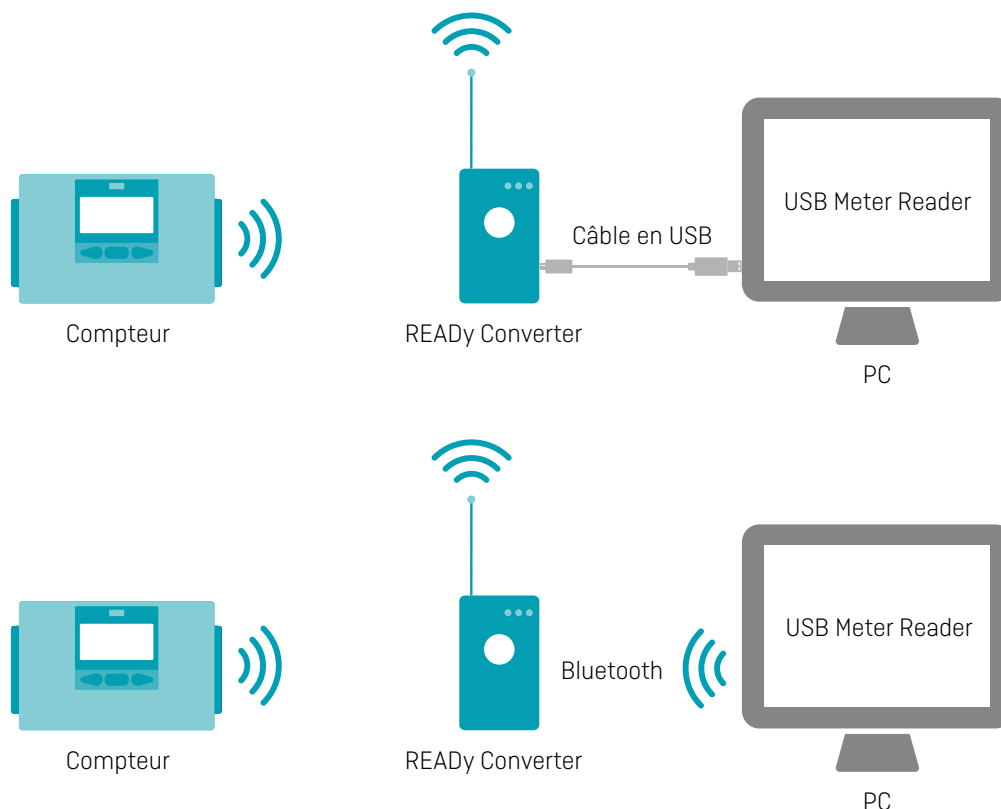 USB Meter Reader
Câble en USB
Compteur
READy Converter
PC
USB Meter Reader
Bluetooth
Compteur
READy Converter
PC